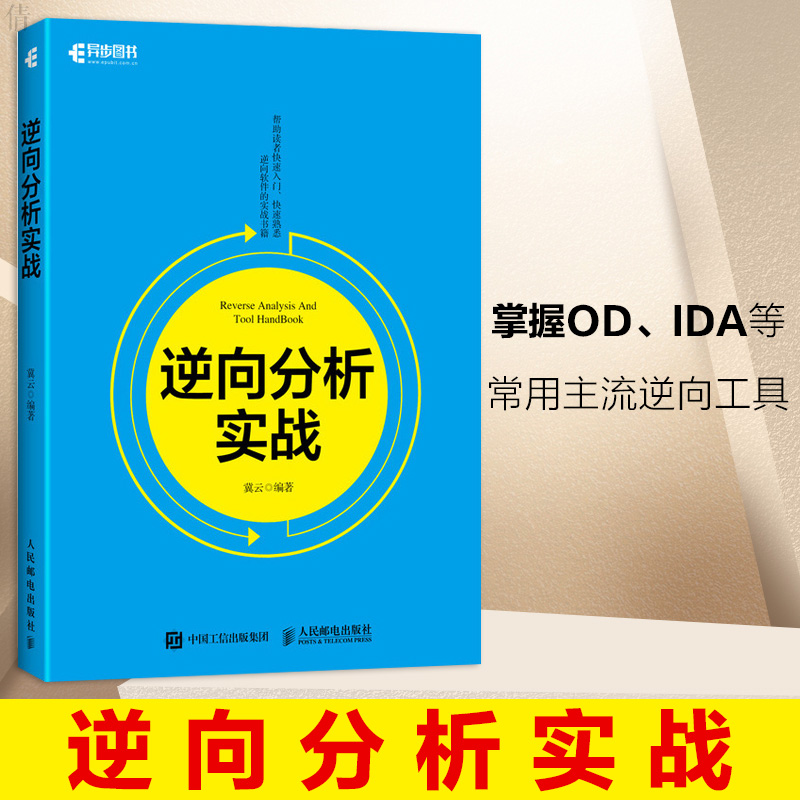 倩
异步图书
www.epubit.com.cn
帮助读者快速入门、快速熟悉
逆向软件的实战书籍
Reverse Analysis And
Tool HandBook
逆向分析
实战
冀云◎编著
中国工信出版集团
人民邮电出版社
POSTS & TELECOM PRESS
逆向分析实战
冀云◎编著
人民邮电出版社
掌握OD、IDA等
常用主流逆向工具
逆向分析实战